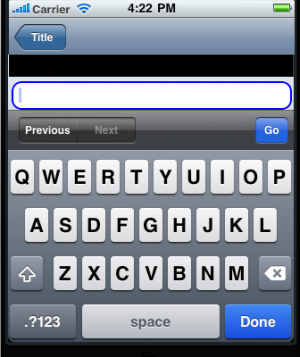 Carrier 4:22 PM
Title
Previous Next Go
Q W E R T Y U I O P
A S D F G H J K L
Z X C V B N M
.?123 space Done